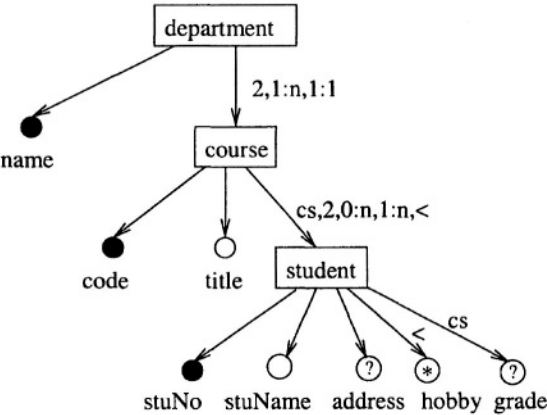 department
2,1:n,1:1
name
course
cs,2,0:n,1:n,<
code title
student
< cs
? * ?
stuNo stuName address hobby grade